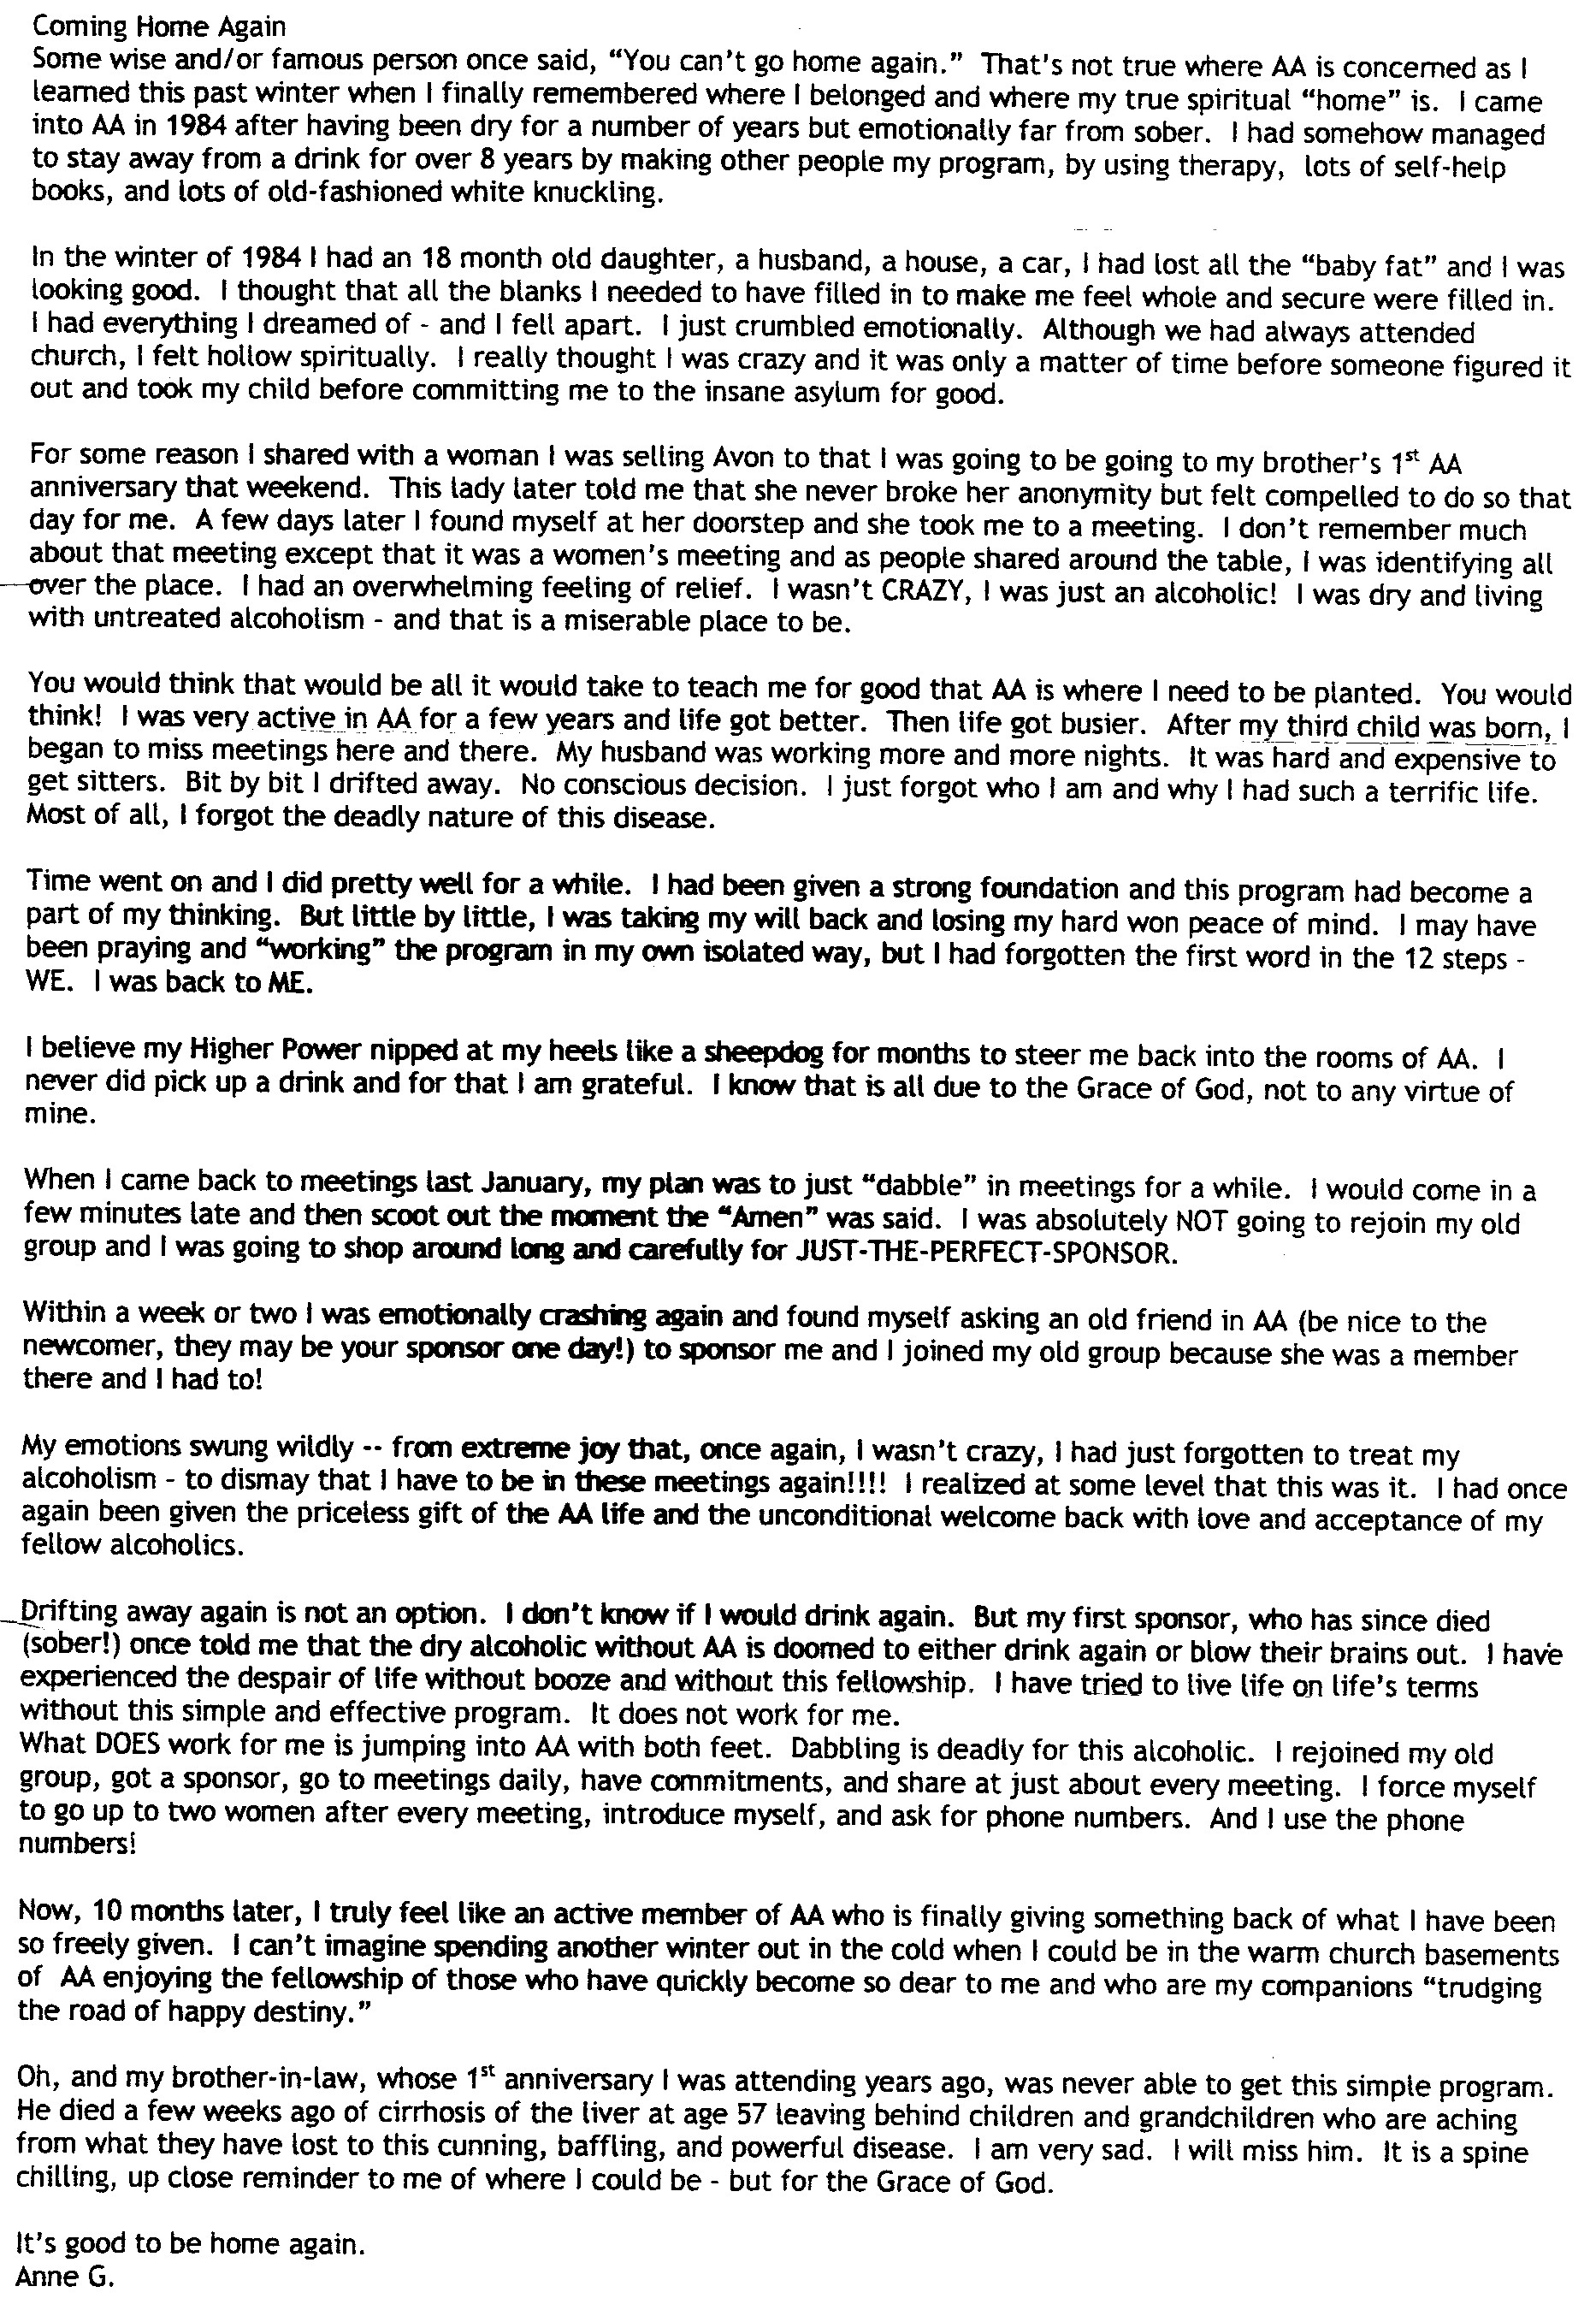 Coming Home Again
Some wise and/or famous person once said, “You can’t go home again.” That’s not true where AA is concerned as I
learned this past winter when I finally remembered where I belonged and where my true spiritual “home” is. I came
into AA in 1984 after having been dry for a number of years but emotionally far from sober. I had somehow managed
to stay away from a drink for over 8 years by making other people my program, by using therapy, lots of self-help
books, and lots of old-fashioned white knuckling.

In the winter of 1984 I had an 18 month old daughter, a husband, a house, a car, I had lost all the “baby fat” and I was
looking good. I thought that all the blanks I needed to have filled in to make me feel whole and secure were filled in.
I had everything I dreamed of - and I fell apart. I just crumbled emotionally. Although we had always attended
church, I felt hollow spiritually. I really thought I was crazy and it was only a matter of time before someone figured it
out and took my child before committing me to the insane asylum for good.

For some reason I shared with a woman I was selling Avon to that I was going to be going to my brother’s 1st AA
anniversary that weekend. This lady later told me that she never broke her anonymity but felt compelled to do so that
day for me. A few days later I found myself at her doorstep and she took me to a meeting. I don’t remember much
about that meeting except that it was a women’s meeting and as people shared around the table, I was identifying all
over the place. I had an overwhelming feeling of relief. I wasn’t CRAZY, I was just an alcoholic! I was dry and living
with untreated alcoholism - and that is a miserable place to be.

You would think that would be all it would take to teach me for good that AA is where I need to be planted. You would
think! I was very active in AA for a few years and life got better. Then life got busier. After my third child was born, I
began to miss meetings here and there. My husband was working more and more nights. It was hard and expensive to
get sitters. Bit by bit I drifted away. No conscious decision. I just forgot who I am and why I had such a terrific life.
Most of all, I forgot the deadly nature of this disease.

Time went on and I did pretty well for a while. I had been given a strong foundation and this program had become a
part of my thinking. But little by little, I was taking my will back and losing my hard won peace of mind. I may have
been praying and “working” the program in my own isolated way, but I had forgotten the first word in the 12 steps -
WE. I was back to ME.

I believe my Higher Power nipped at my heels like a sheepdog for months to steer me back into the rooms of AA. I
never did pick up a drink and for that I am grateful. I know that is all due to the Grace of God, not to any virtue of
mine.

When I came back to meetings last January, my plan was to just “dabble” in meetings for a while. I would come in a
few minutes late and then scoot out the moment the “Amen” was said. I was absolutely NOT going to rejoin my old
group and I was going to shop around long and carefully for JUST-THE-PERFECT-SPONSOR.

Within a week or two I was emotionally crashing again and found myself asking an old friend in AA (be nice to the
newcomer, they may be your sponsor one day!) to sponsor me and I joined my old group because she was a member
there and I had to!

My emotions swung wildly -- from extreme joy that, once again, I wasn’t crazy, I had just forgotten to treat my
alcoholism - to dismay that I have to be in these meetings again!!!! I realized at some level that this was it. I had once
again been given the priceless gift of the AA life and the unconditional welcome back with love and acceptance of my
fellow alcoholics.

Drifting away again is not an option. I don’t know if I would drink again. But my first sponsor, who has since died
(sober!) once told me that the dry alcoholic without AA is doomed to either drink again or blow their brains out. I have
experienced the despair of life without booze and without this fellowship. I have tried to live life on life’s terms
without this simple and effective program. It does not work for me.
What DOES work for me is jumping into AA with both feet. Dabbling is deadly for this alcoholic. I rejoined my old
group, got a sponsor, go to meetings daily, have commitments, and share at just about every meeting. I force myself
to go up to two women after every meeting, introduce myself, and ask for phone numbers. And I use the phone
numbers!

Now, 10 months later, I truly feel like an active member of AA who is finally giving something back of what I have been
so freely given. I can’t imagine spending another winter out in the cold when I could be in the warm church basements
of AA enjoying the fellowship of those who have quickly become so dear to me and who are my companions “trudging
the road of happy destiny.”

Oh, and my brother-in-law, whose 1st anniversary I was attending years ago, was never able to get this simple program.
He died a few weeks ago of cirrhosis of the liver at age 57 leaving behind children and grandchildren who are aching
from what they have lost to this cunning, baffling, and powerful disease. I am very sad. I will miss him. It is a spine
chilling, up close reminder to me of where I could be - but for the Grace of God.

It’s good to be home again.
Anne G.